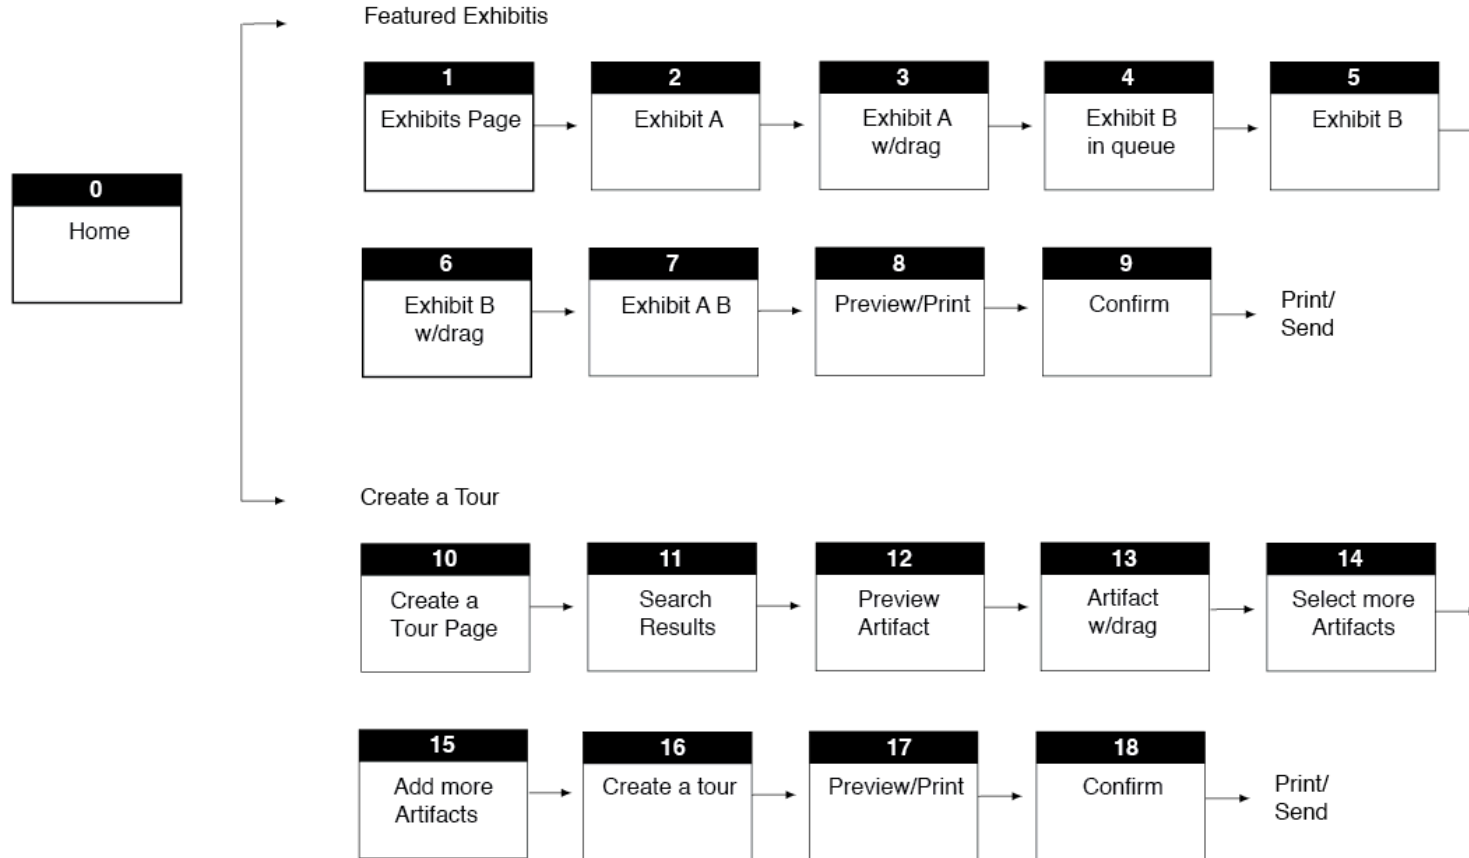 Featured Exhibitis
1
Exhibits Page
2
Exhibit A
3
Exhibit A
w/drag
4
Exhibit B
in queue
5
Exhibit B
0
Home
6
Exhibit B
w/drag
7
Exhibit A B
8
Preview/Print
9
Confirm
Print/
Send
Create a Tour
10
Create a
Tour Page
11
Search
Results
12
Preview
Artifact
13
Artifact
w/drag
14
Select more
Artifacts
15
Add more
Artifacts
16
Create a tour
17
Preview/Print
18
Confirm
Print/
Send